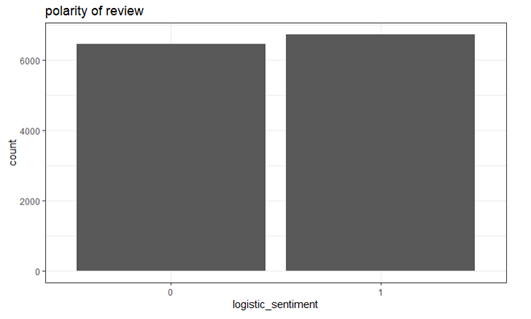 polarity of review
count
6000
4000
2000
0
0
1
logistic_sentiment